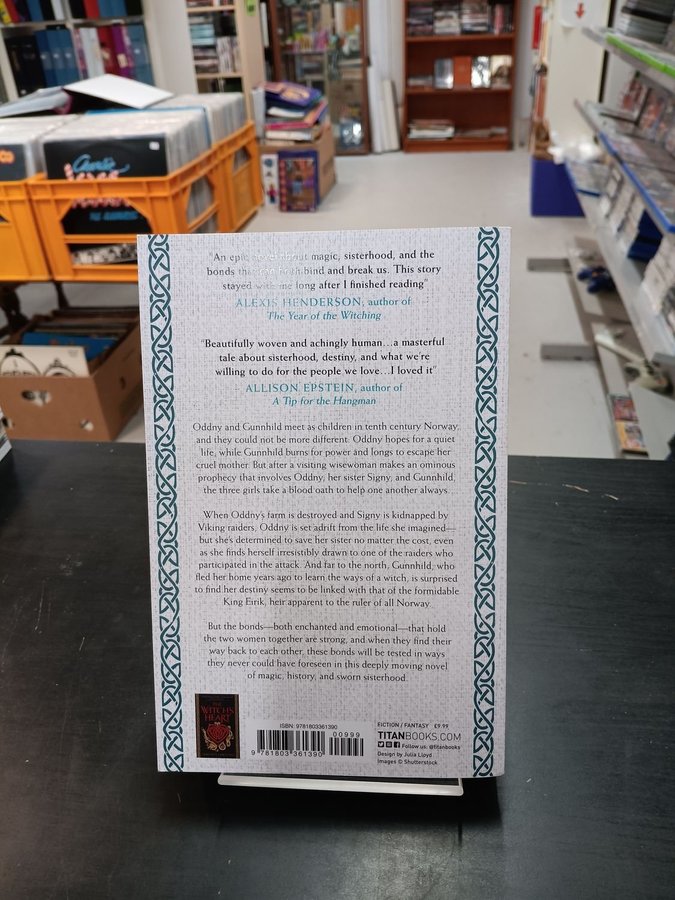 "An epic novel about magic, sisterhood, and the
bonds that can both bind and break us. This story
stayed with me long after I finished reading"
ALEXIS HENDERSON, author of
The Year of the Witching
"Beautifully woven and achingly human...a masterful
tale about sisterhood, destiny, and what we're
willing to do for the people we love...I loved it"
ALLISON EPSTEIN, author of
A Tip for the Hangman
Oddny and Gunnhild meet as children in tenth century Norway,
and they could not be more different. Oddny hopes for a quiet
life, while Gunnhild burns for power and longs to escape her
cruel mother. But after a visiting wisewoman makes an ominous
prophecy that involves Oddny, her sister Signy, and Gunnhild,
the three girls take a blood oath to help one another always.
When Oddny's farm is destroyed and Signy is kidnapped by
Viking raiders, Oddny is set adrift from the life she imagined—
but she's determined to save her sister no matter the cost, even
as she finds herself irresistibly drawn to one of the raiders who
participated in the attack. And far to the north, Gunnhild, who
fled her home years ago to learn the ways of a witch, is surprised
to find her destiny seems to be linked with that of the formidable
King Eirik, heir apparent to the ruler of all Norway.
But the bonds—both enchanted and emotional—that hold
the two women together are strong, and when they find their
way back to each other, these bonds will be tested in ways
they never could have foreseen in this deeply moving novel
of magic, history, and sworn sisterhood.
THE
WITCH'S
HEART
ISBN: 9781803361390
00999
9 781803 361390
FICTION / FANTASY £9.99
TITANBOOKS.COM
Follow us: @titanbooks
Design by Julia Lloyd
Images © Shutterstock